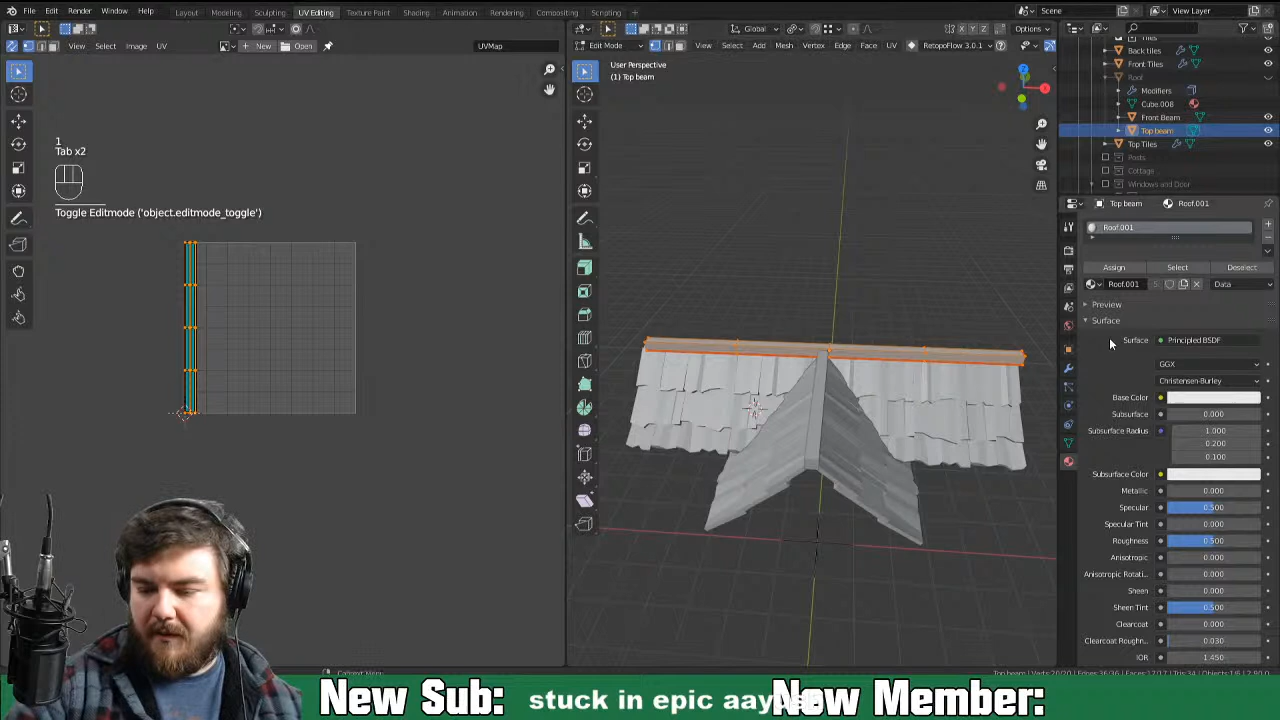 File Edit Render Window Help Layout Modeling Sculpting UV Editing Texture Paint Shading Animation Rendering Compositing Scripting Scene View Layer
View Select Image UV New Open UVMap
Global Options
Edit Mode View Select Add Mesh Vertex Edge Face UV RetopoFlow 3.0.1
User Perspective
(1) Top beam
1
Tab x2
Toggle Editmode ('object.editmode_toggle')
Tiles
Back tiles
Front Tiles
Roof
Modifiers
Cube.008
Front Beam
Top beam
Top Tiles
Posts
Cottage
Windows and Door
Top beam Roof.001
Roof.001
Assign Select Deselect
Roof.001 5 Data
Preview
Surface
Surface Principled BSDF
GGX
Christensen-Burley
Base Color
Subsurface 0.000
Subsurface Radius 1.000
0.200
0.100
Subsurface Color
Metallic 0.000
Specular 0.500
Specular Tint 0.000
Roughness 0.500
Anisotropic 0.000
Anisotropic Rotati.. 0.000
Sheen 0.000
Sheen Tint 0.500
Clearcoat 0.000
Clearcoat Roughn.. 0.030
IOR 1.450
New Sub: stuck in epic aay New Member: